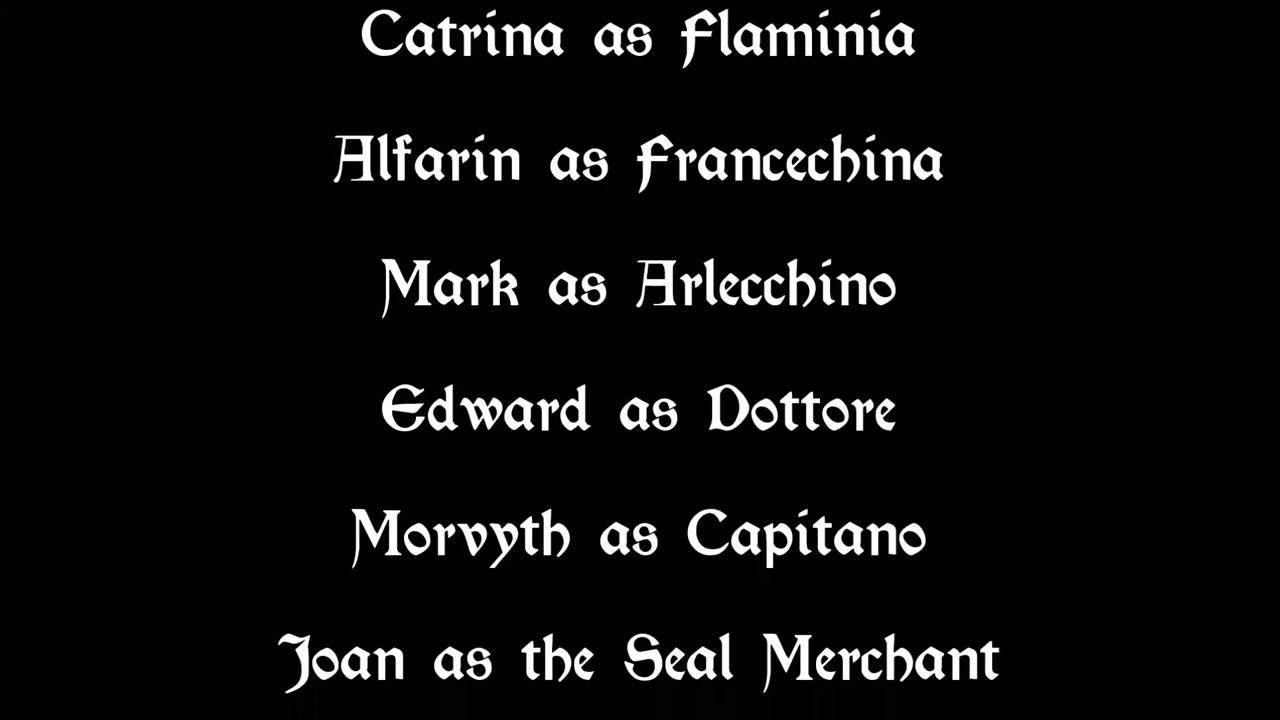 Catrina as Flaminia
Alfarin as Francechina
Mark as Arlecchino
Edward as Dottore
Morvyth as Capitano
Joan as the Seal Merchant